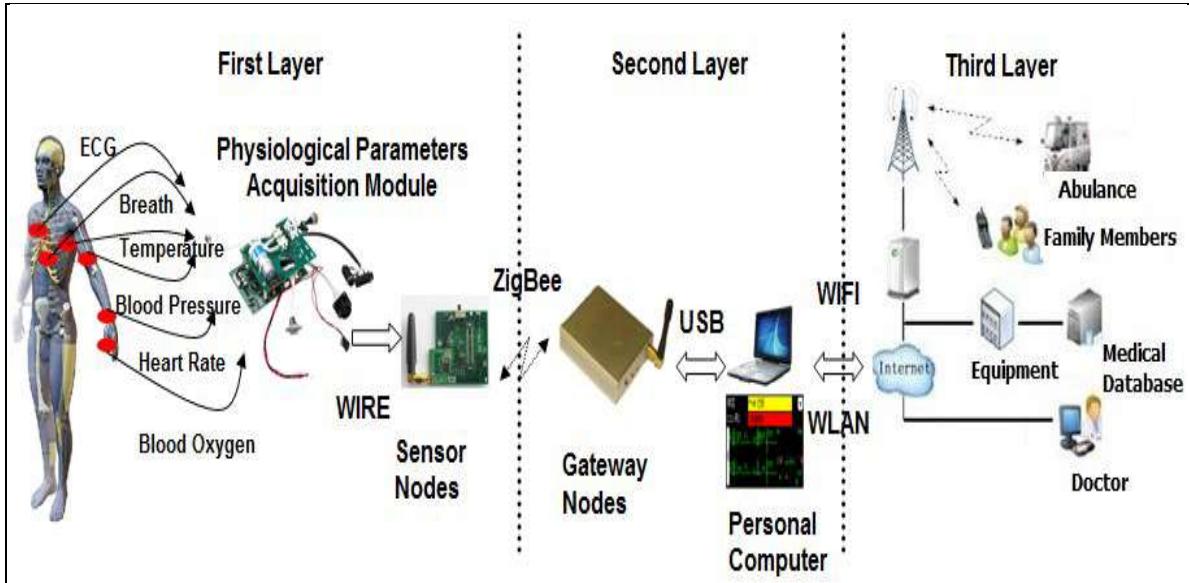 First Layer
Second Layer
Third Layer
ECG
Breath
Temperature
Blood Pressure
Heart Rate
Blood Oxygen
Physiological Parameters
Acquisition Module
WIRE
Sensor
Nodes
ZigBee
Gateway
Nodes
USB
Personal
Computer
WIFI
WLAN
Internet
Abulance
Family Members
Equipment
Medical
Database
Doctor